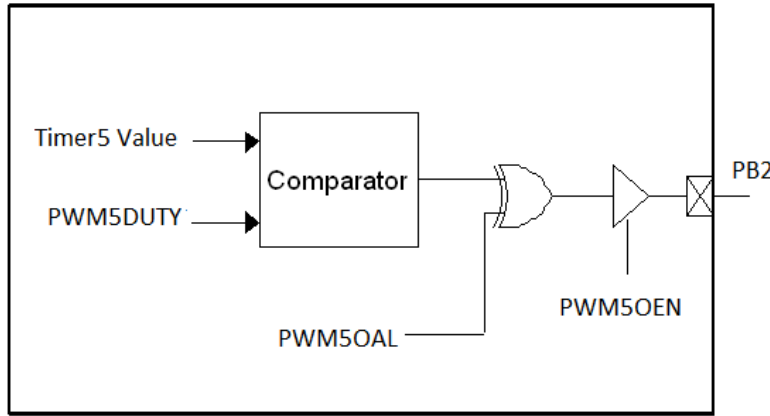 Timer5 Value
Comparator
PB2
PWM5DUTY
PWM5OEN
PWM5OAL